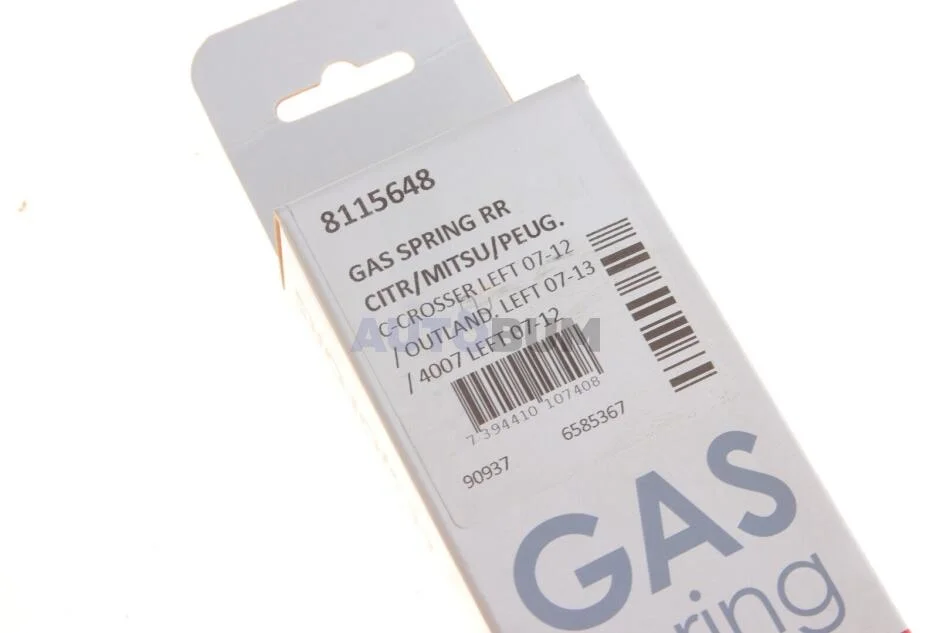 8115648
GAS SPRING RR
CITR/MITSU/PEUG.
C-CROSSER LEFT 07-12
/ OUTLAND. LEFT 07-13
/ 4007 LEFT 07-12
AUTOBUM
7 394410 107408
90937 6585367
GAS
ring